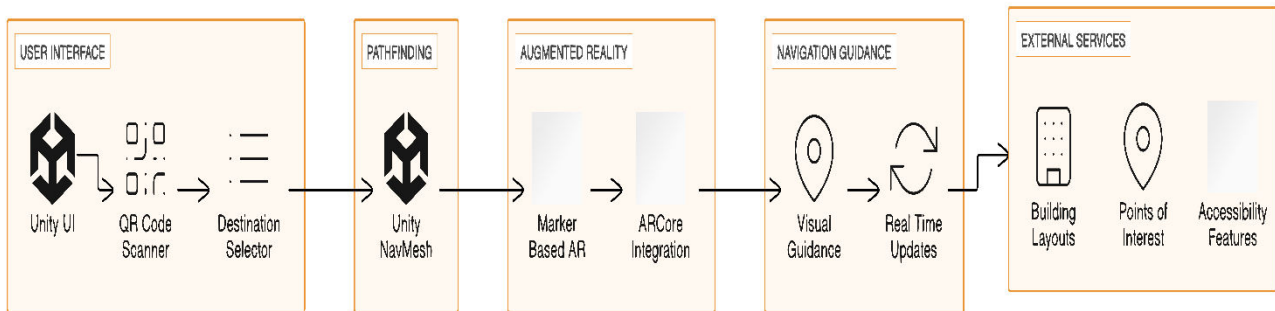 USER INTERFACE
Unity UI
QR Code
Scanner
Destination
Selector
PATHFINDING
Unity
NavMesh
AUGMENTED REALITY
Marker
Based AR
ARCore
Integration
NAVIGATION GUIDANCE
Visual
Guidance
Real Time
Updates
EXTERNAL SERVICES
Building
Layouts
Points of
Interest
Accessibility
Features